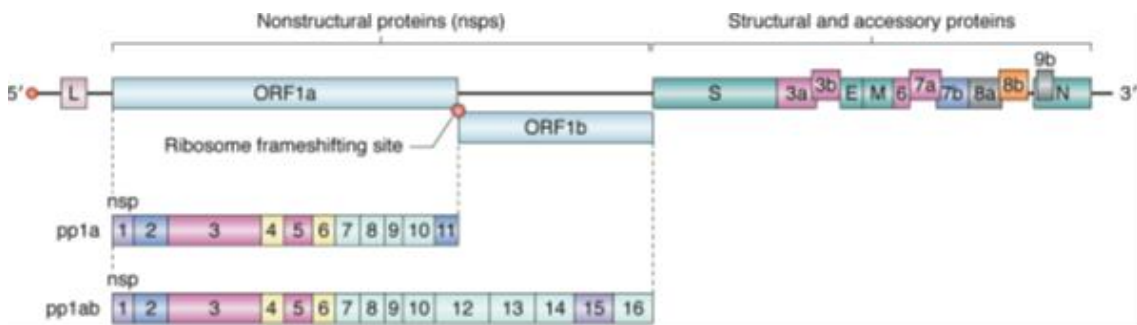 Nonstructural proteins (nsps) Structural and accessory proteins
9b
5′ L ORF1a S 3a 3b E M 6 7a 7b 8a 8b N 3′
Ribosome frameshifting site ORF1b
nsp
pp1a 1 2 3 4 5 6 7 8 9 10 11
nsp
pp1ab 1 2 3 4 5 6 7 8 9 10 12 13 14 15 16